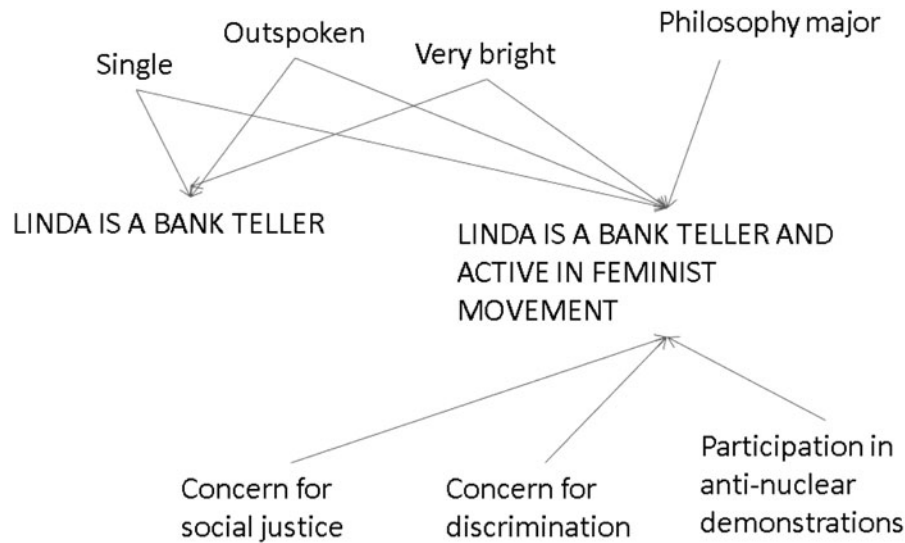 Single
Outspoken
Very bright
Philosophy major
LINDA IS A BANK TELLER
LINDA IS A BANK TELLER AND
ACTIVE IN FEMINIST
MOVEMENT
Concern for
social justice
Concern for
discrimination
Participation in
anti-nuclear
demonstrations